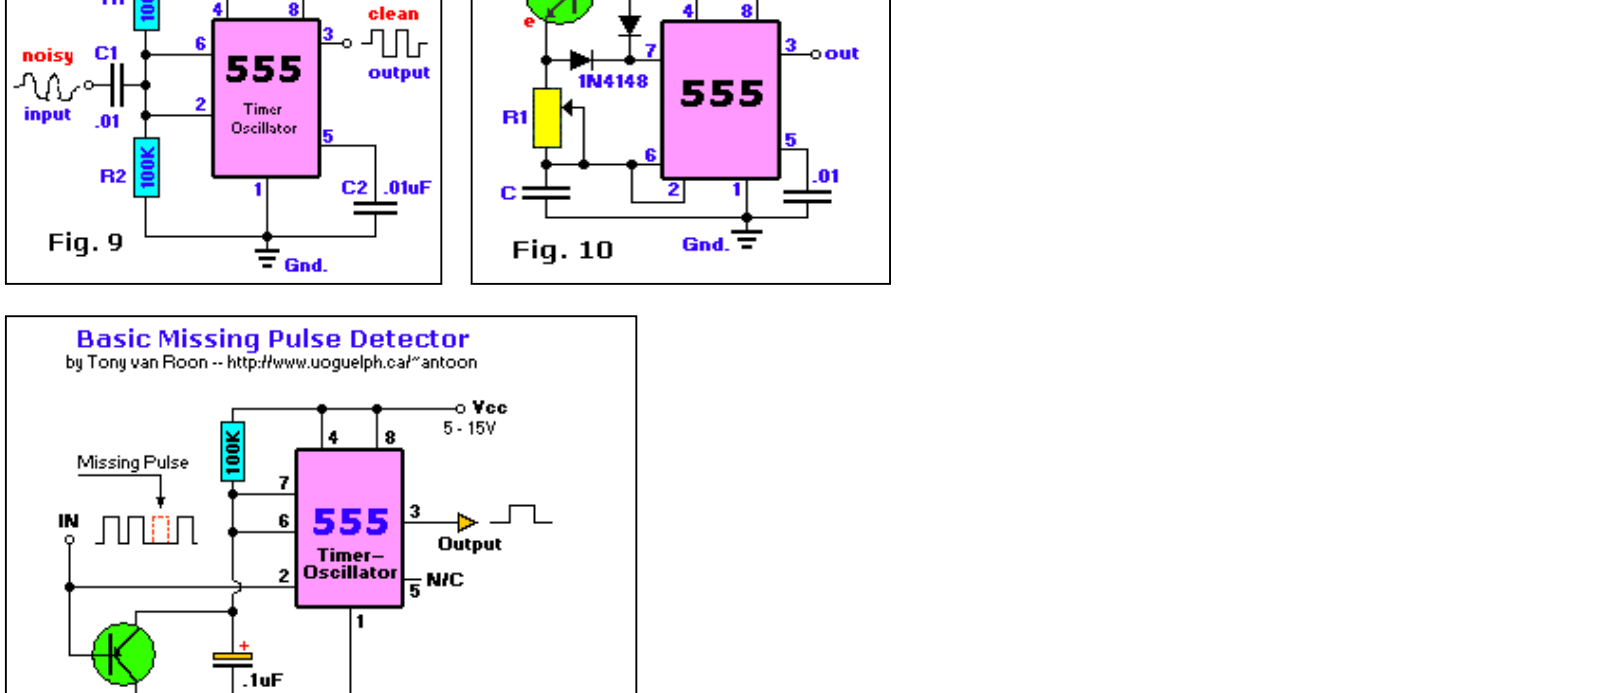 4
8
clean
100
6
3
noisy
C1
555
output
input
2
Timer
Oscillator
.01
5
R2
100K
1
C2 .01uF
Fig. 9
Gnd.
e
4
8
7
3
out
1N4148
555
R1
5
6
.01
C
2
1
Gnd.
Fig. 10
Basic Missing Pulse Detector
by Tony van Roon -- http://www.uoguelph.ca/~antoon
Vcc
5 - 15V
4
8
100K
Missing Pulse
7
3
IN
6
555
Output
Timer–
Oscillator
2
N/C
5
1
+
.1uF